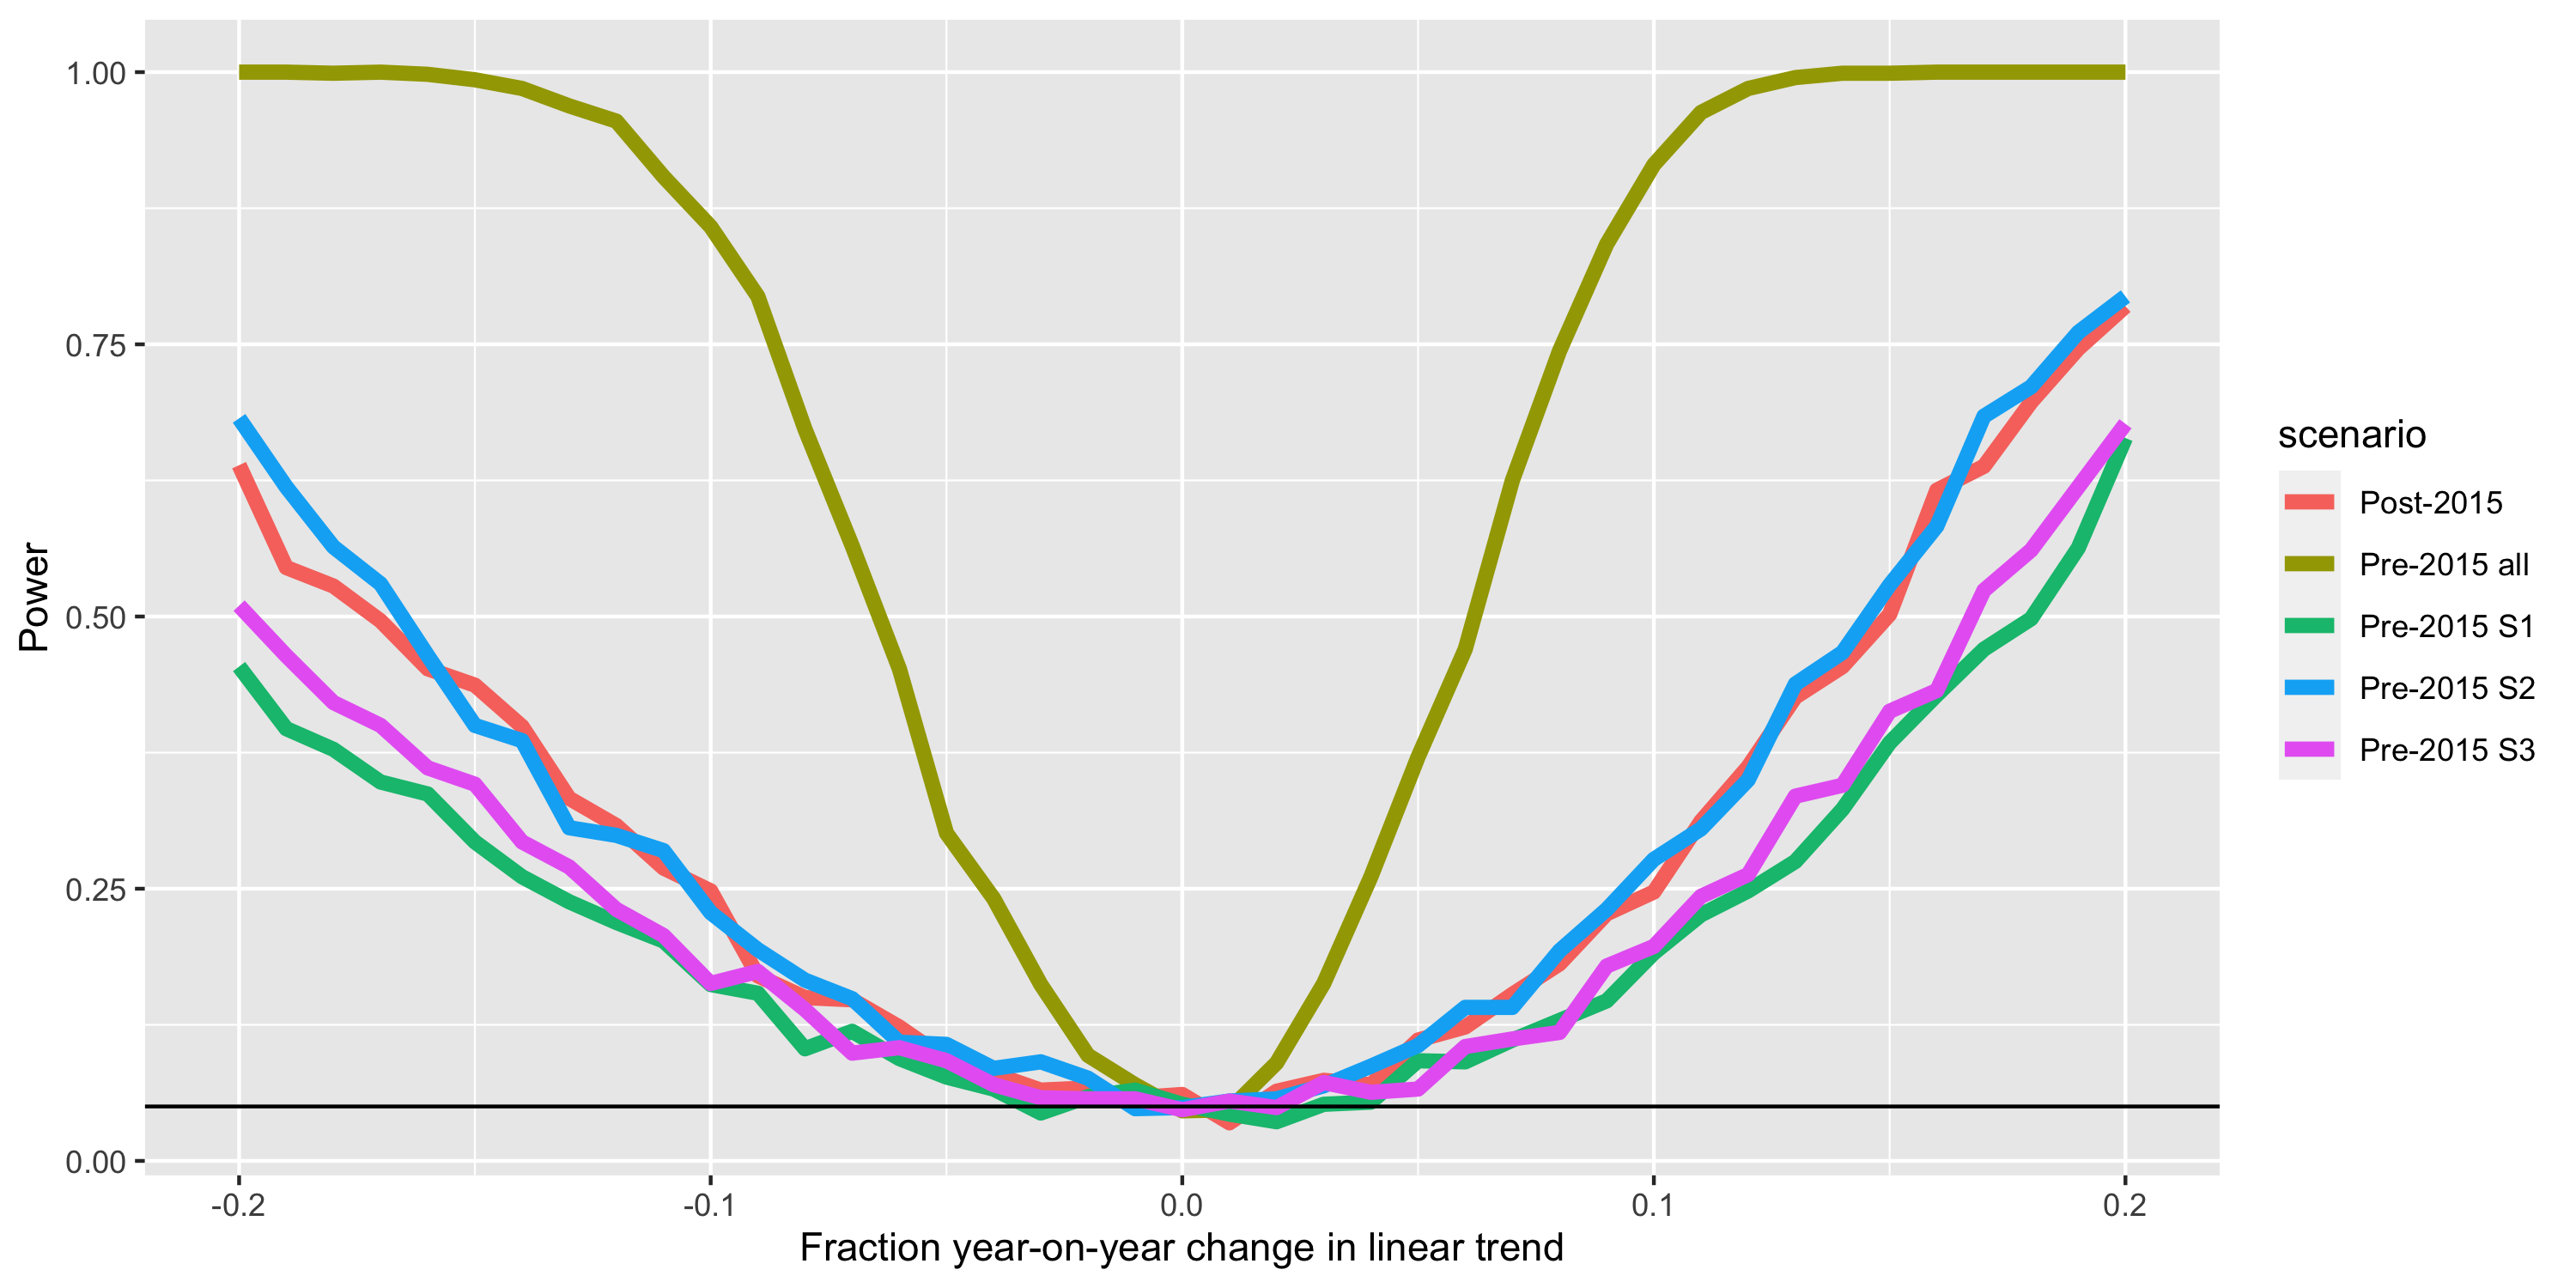 1.00
0.75
0.50
0.25
0.00
Power
-0.2
-0.1
0.0
0.1
0.2
Fraction year-on-year change in linear trend
scenario
Post-2015
Pre-2015 all
Pre-2015 S1
Pre-2015 S2
Pre-2015 S3